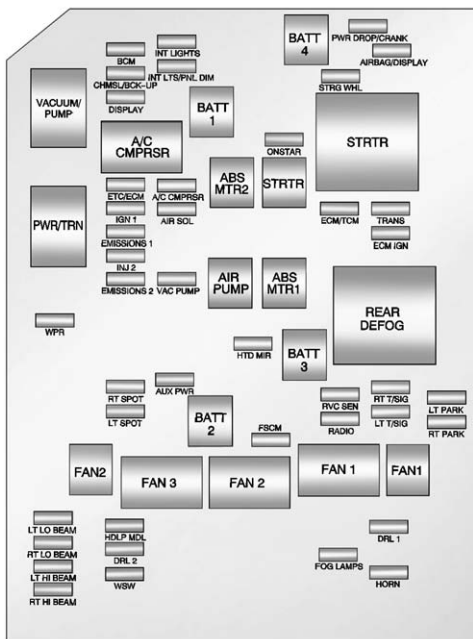 BATT
4
PWR DROP/CRANK
INT LIGHTS
BCM
AIRBAG/DISPLAY
INT LTS/PNL DIM
CHMSL/BCK-UP
STRG WHL
VACUUM/
PUMP
DISPLAY
BATT
1
A/C
CMPRSR
STRTR
ONSTAR
ABS
MTR2
STRTR
ETC/ECM
A/C CMPRSR
IGN 1
AIR SOL
ECM/TCM
TRANS
PWR/TRN
EMISSIONS 1
ECM IGN
INJ 2
EMISSIONS 2
VAC PUMP
AIR
PUMP
ABS
MTR1
REAR
DEFOG
WPR
HTD MIR
BATT
3
RT SPOT
AUX PWR
LT SPOT
BATT
2
RVC SEN
RT T/SIG
LT PARK
RADIO
LT T/SIG
RT PARK
FSCM
FAN2
FAN 3
FAN 2
FAN 1
FAN1
LT LO BEAM
HDLP MDL
DRL 1
RT LO BEAM
DRL 2
FOG LAMPS
LT HI BEAM
WSW
HORN
RT HI BEAM